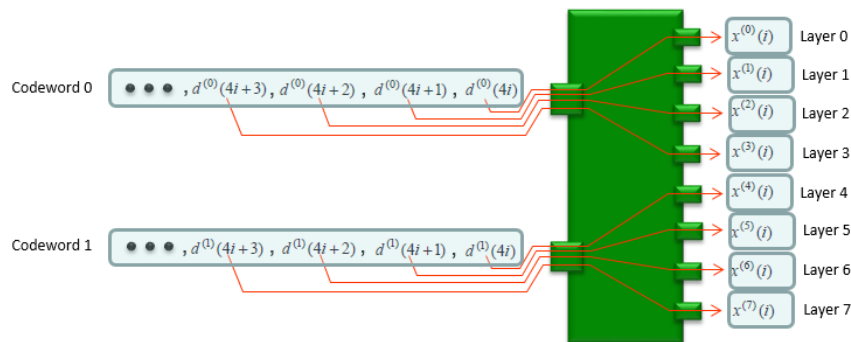 x^{(0)}(i) Layer 0
x^{(1)}(i) Layer 1
Codeword 0 • • • , d^{(0)}(4i+3), d^{(0)}(4i+2) , d^{(0)}(4i+1) , d^{(0)}(4i)
x^{(2)}(i) Layer 2
x^{(3)}(i) Layer 3
x^{(4)}(i) Layer 4
x^{(5)}(i) Layer 5
Codeword 1 • • • , d^{(1)}(4i+3) , d^{(1)}(4i+2) , d^{(1)}(4i+1) , d^{(1)}(4i)
x^{(6)}(i) Layer 6
x^{(7)}(i) Layer 7